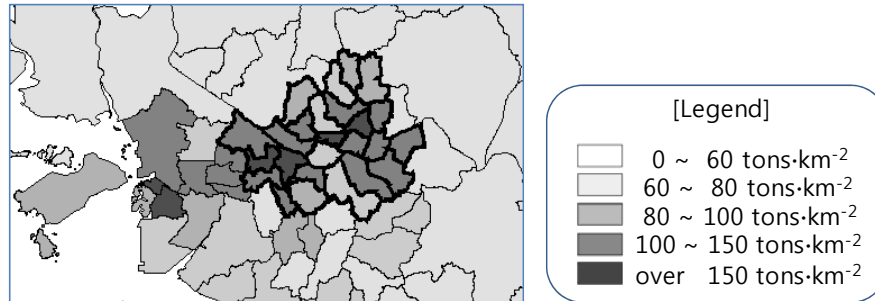 [Legend]
0 ~ 60 tons·km⁻²
60 ~ 80 tons·km⁻²
80 ~ 100 tons·km⁻²
100 ~ 150 tons·km⁻²
over 150 tons·km⁻²